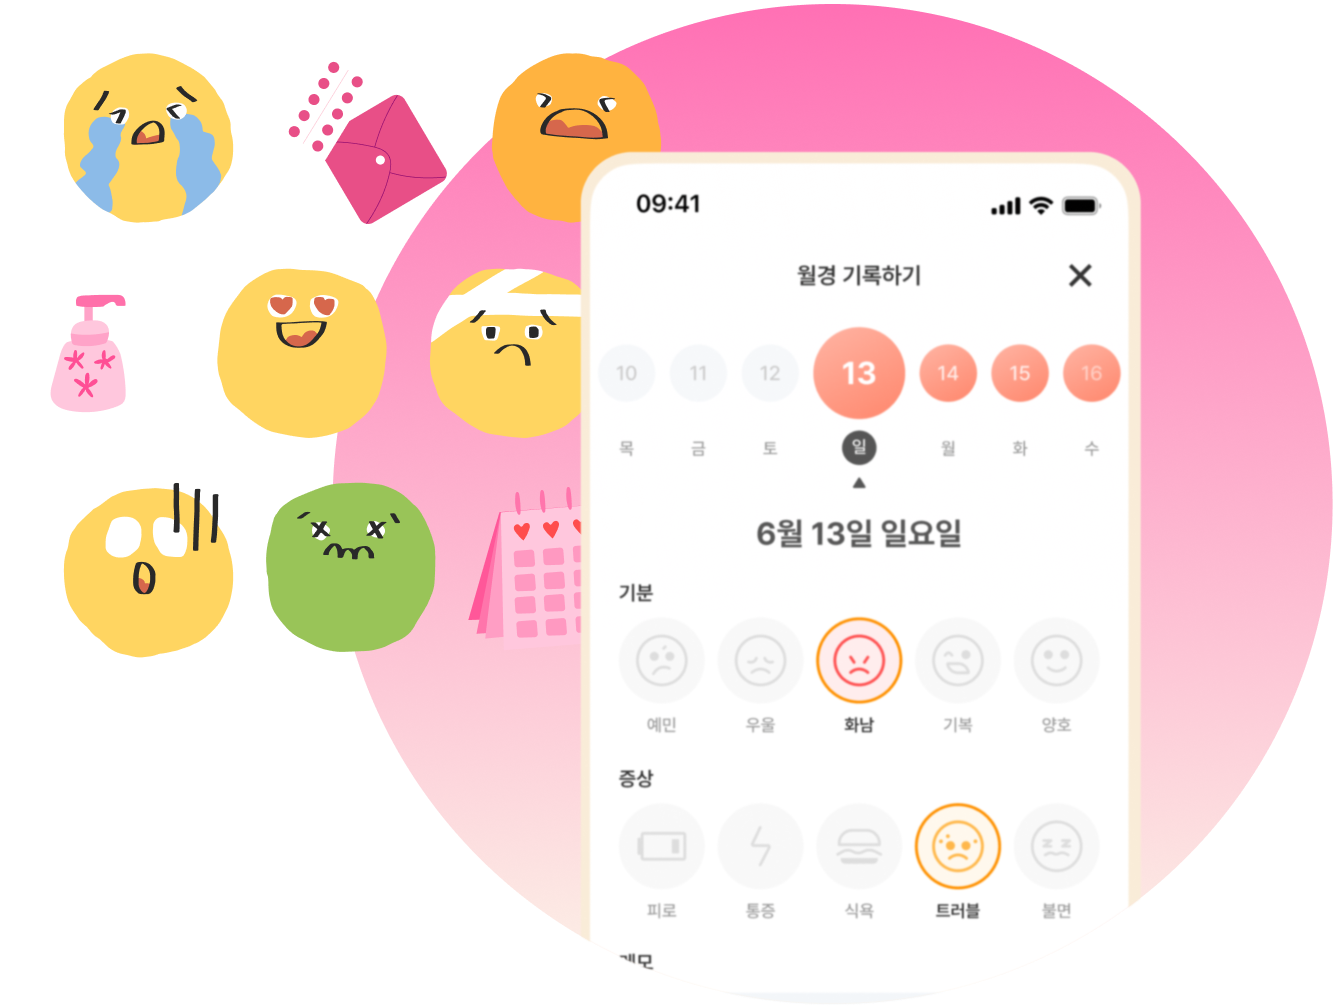 09:41
월경 기록하기
10 11 12 13 14 15 16
목 금 토 일 월 화 수
6월 13일 일요일
기분
예민 우울 화남 기복 양호
증상
피로 통증 식욕 트러블 불면
메모